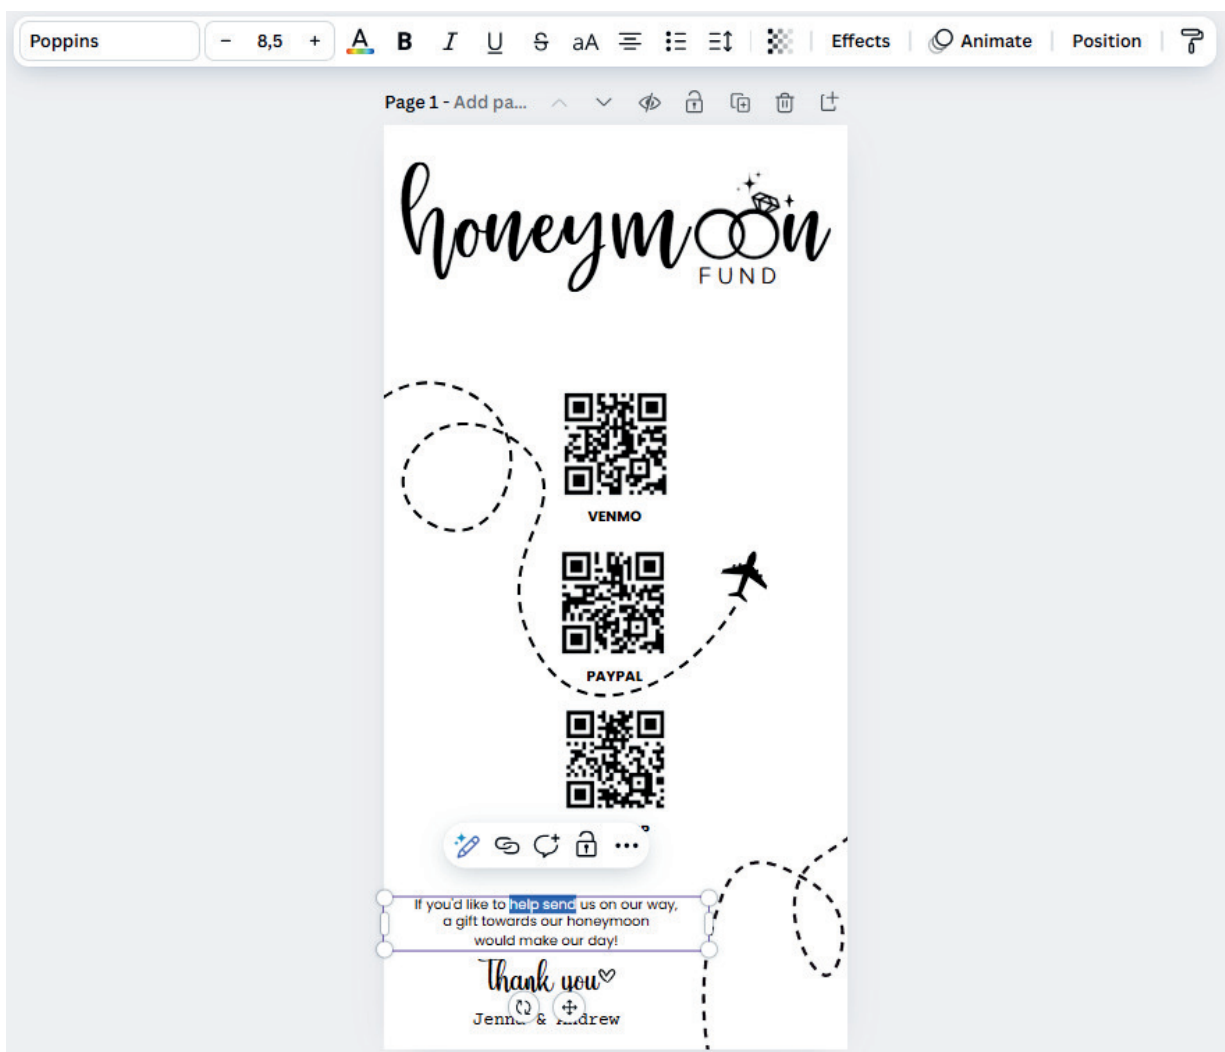 Poppins
− 8,5 +
A B I U S aA Effects Animate Position
Page 1 - Add pa...
honeymoon
FUND
VENMO
PAYPAL
If you'd like to help send us on our way,
a gift towards our honeymoon
would make our day!
Thank you♡
&